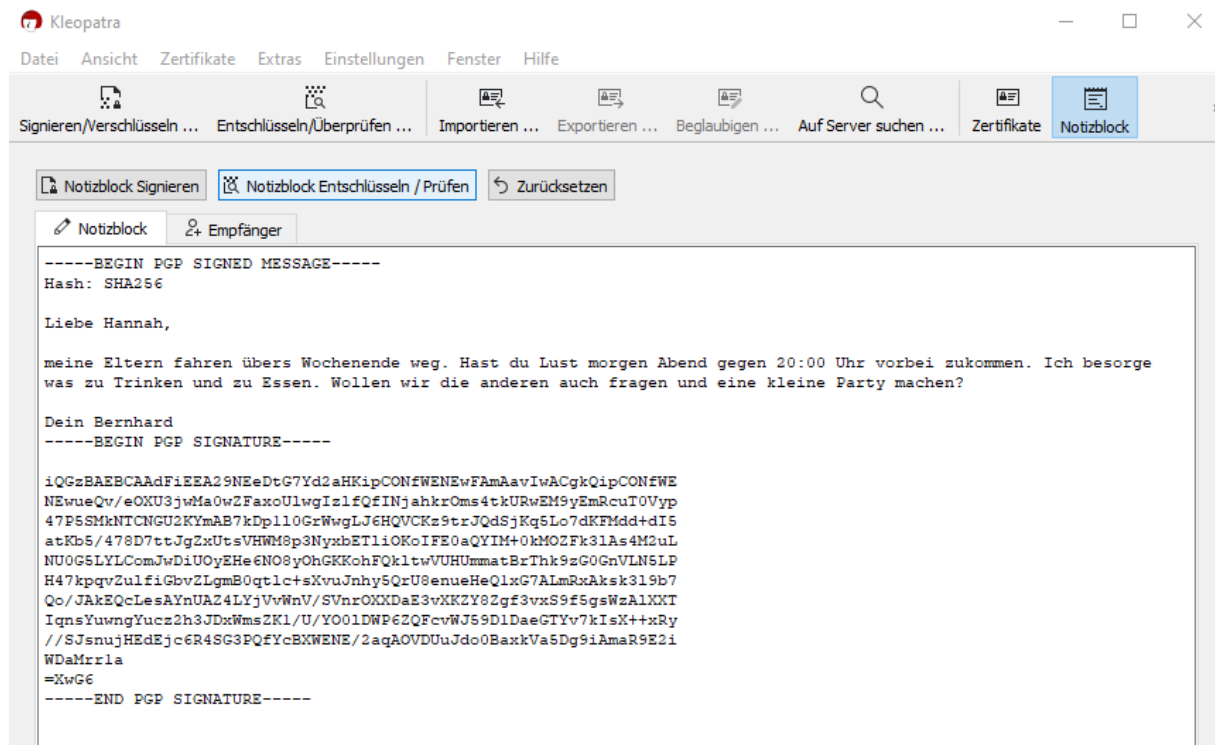 Kleopatra
Datei Ansicht Zertifikate Extras Einstellungen Fenster Hilfe
Signieren/Verschlüsseln ... Entschlüsseln/Überprüfen ... Importieren ... Exportieren ... Beglaubigen ... Auf Server suchen ... Zertifikate Notizblock
Notizblock Signieren Notizblock Entschlüsseln / Prüfen Zurücksetzen
Notizblock Empfänger
-----BEGIN PGP SIGNED MESSAGE-----
Hash: SHA256
Liebe Hannah,
meine Eltern fahren übers Wochenende weg. Hast du Lust morgen Abend gegen 20:00 Uhr vorbei zukommen. Ich besorge
was zu Trinken und zu Essen. Wollen wir die anderen auch fragen und eine kleine Party machen?
Dein Bernhard
-----BEGIN PGP SIGNATURE-----
iQGzBAEBCAAdFiEEA29NEeDtG7Yd2aHKipCONfWENEwFAmAavIwACgkQipCONfWE
NEwueQv/eOXU3jwMa0wZFaxoUlwgIzlfQfINjahkrOms4tkURwEM9yEmRcuT0Vyp
47P5SMkNTCNGU2KYmAB7kDpll0GrWwgLJ6HQVCKz9trJQdSjKq5Lo7dKFMdd+dI5
atKb5/478D7ttJgZxUtsVHWM8p3NyxbETliOKoIFE0aQYIM+0kMOZFk3lAs4M2uL
NU0G5LYLComJwDiUOyEHe6NO8yOhGKKohFQkltwVUHUmmatBrThk9zG0GnVLN5LP
H47kpqvZulfiGbvZLgmB0qtlc+sXvuJnhy5QrU8enueHeQlxG7ALmRxAksk3l9b7
Qo/JAkEQcLesAYnUAZ4LYjVvWnV/SVnrOXXDaE3vXKZY8Zgf3vxS9f5gsWzAlXXT
IqnsYuwngYucz2h3JDxWmsZKl/U/YO0lDWP6ZQFcvWJ59DlDaeGTYv7kIsX++xRy
//SJsnujHEdEjc6R4SG3PQfYcBXWENE/2aqAOVDUuJdo0BaxkVa5Dg9iAmaR9E2i
WDaMrrla
=XwG6
-----END PGP SIGNATURE-----